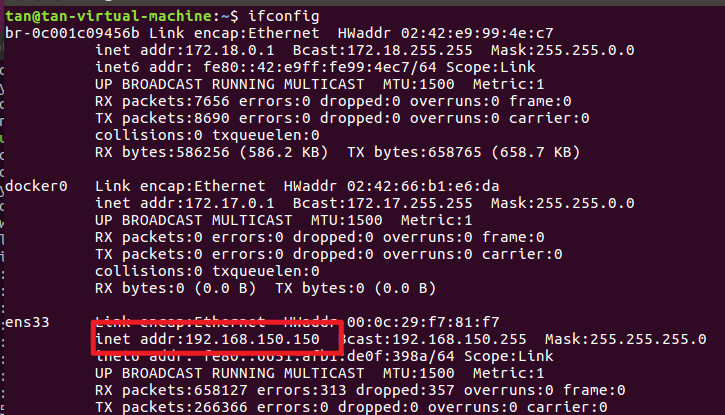 tan@tan-virtual-machine:~$ ifconfig
br-0c001c09456b Link encap:Ethernet HWaddr 02:42:e9:99:4e:c7
inet addr:172.18.0.1 Bcast:172.18.255.255 Mask:255.255.0.0
inet6 addr: fe80::42:e9ff:fe99:4ec7/64 Scope:Link
UP BROADCAST RUNNING MULTICAST MTU:1500 Metric:1
RX packets:7656 errors:0 dropped:0 overruns:0 frame:0
TX packets:8690 errors:0 dropped:0 overruns:0 carrier:0
collisions:0 txqueuelen:0
RX bytes:586256 (586.2 KB) TX bytes:658765 (658.7 KB)
docker0 Link encap:Ethernet HWaddr 02:42:66:b1:e6:da
inet addr:172.17.0.1 Bcast:172.17.255.255 Mask:255.255.0.0
UP BROADCAST MULTICAST MTU:1500 Metric:1
RX packets:0 errors:0 dropped:0 overruns:0 frame:0
TX packets:0 errors:0 dropped:0 overruns:0 carrier:0
collisions:0 txqueuelen:0
RX bytes:0 (0.0 B) TX bytes:0 (0.0 B)
ens33 Link encap:Ethernet HWaddr 00:0c:29:f7:81:f7
inet addr:192.168.150.150 Bcast:192.168.150.255 Mask:255.255.255.0
inet6 addr: :de0f:398a/64 Scope:Link
UP BROADCAST RUNNING MULTICAST MTU:1500 Metric:1
RX packets:658127 errors:313 dropped:357 overruns:0 frame:0
TX packets:266366 errors:0 dropped:0 overruns:0 carrier:0